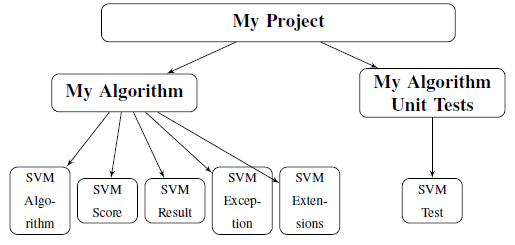 My Project
My Algorithm
My Algorithm
Unit Tests
SVM
Algo-
rithm
SVM
Score
SVM
Result
SVM
Excep-
tion
SVM
Exten-
sions
SVM
Test